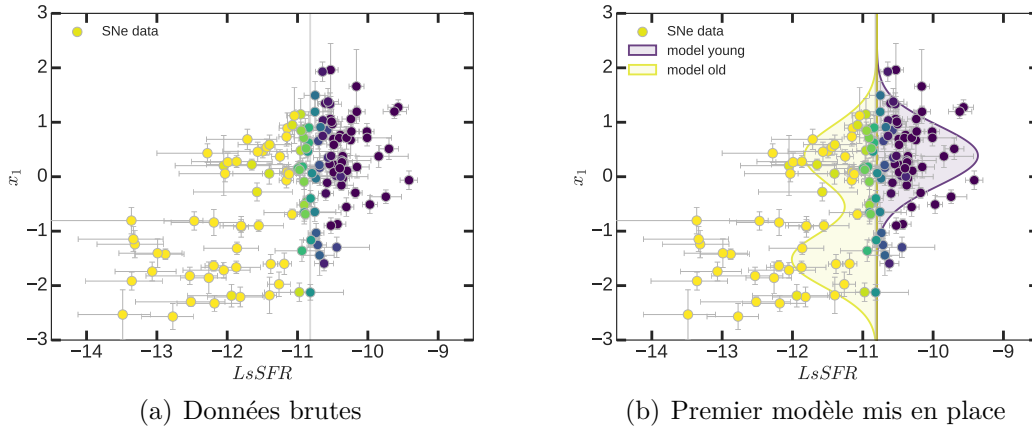 3
2
1
0
−1
−2
−3
x1
−14 −13 −12 −11 −10 −9
LsSFR
SNe data
(a) Données brutes
3
2
1
0
−1
−2
−3
x1
−14 −13 −12 −11 −10 −9
LsSFR
SNe data
model young
model old
(b) Premier modèle mis en place